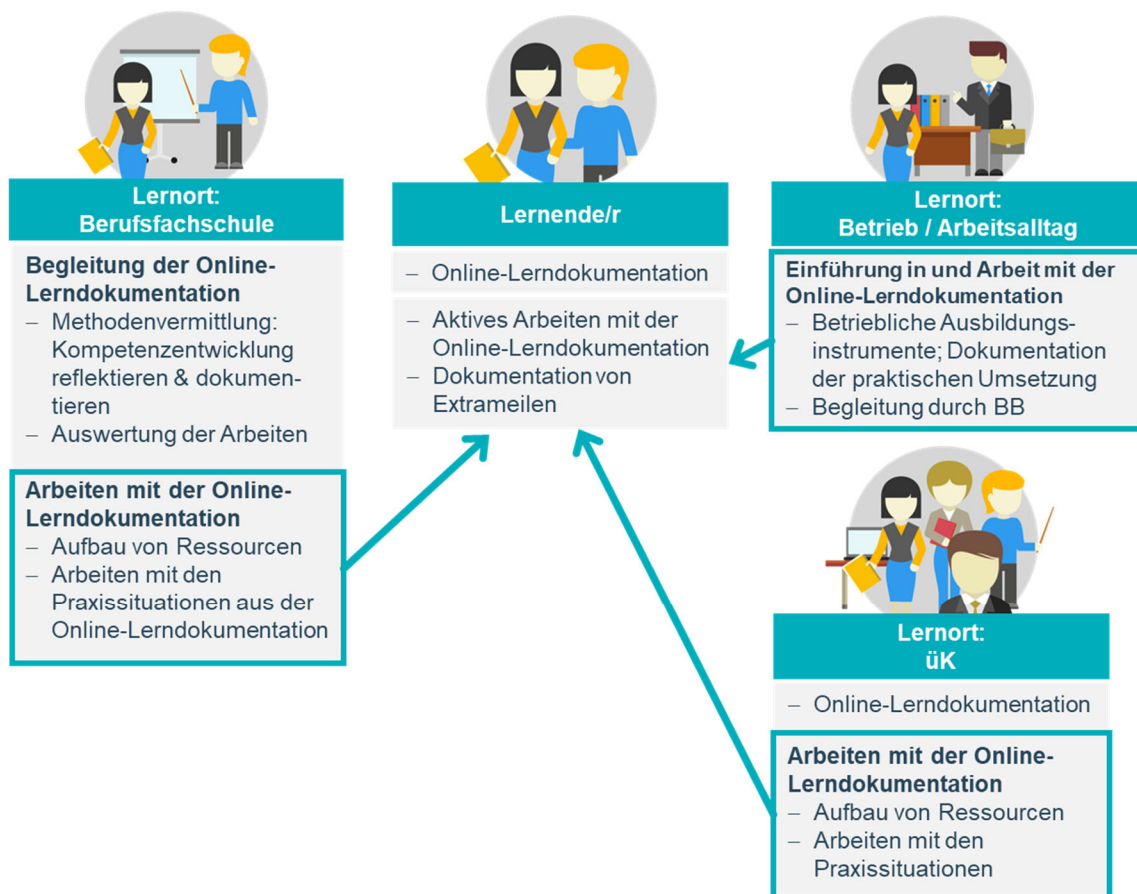 Lernort:
Berufsfachschule
Begleitung der Online-
Lerndokumentation
– Methodenvermittlung:
Kompetenzentwicklung
reflektieren & dokumen-
tieren
– Auswertung der Arbeiten
Arbeiten mit der Online-
Lerndokumentation
– Aufbau von Ressourcen
– Arbeiten mit den
Praxissituationen aus der
Online-Lerndokumentation
Lernende/r
– Online-Lerndokumentation
– Aktives Arbeiten mit der
Online-Lerndokumentation
– Dokumentation von
Extrameilen
Lernort:
Betrieb / Arbeitsalltag
Einführung in und Arbeit mit der
Online-Lerndokumentation
– Betriebliche Ausbildungs-
instrumente; Dokumentation
der praktischen Umsetzung
– Begleitung durch BB
Lernort:
üK
– Online-Lerndokumentation
Arbeiten mit der Online-
Lerndokumentation
– Aufbau von Ressourcen
– Arbeiten mit den
Praxissituationen